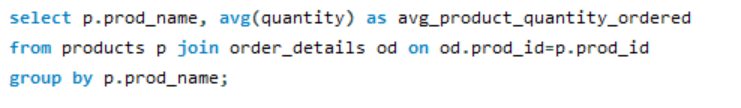 select p.prod_name, avg(quantity) as avg_product_quantity_ordered
from products p join order_details od on od.prod_id=p.prod_id
group by p.prod_name;